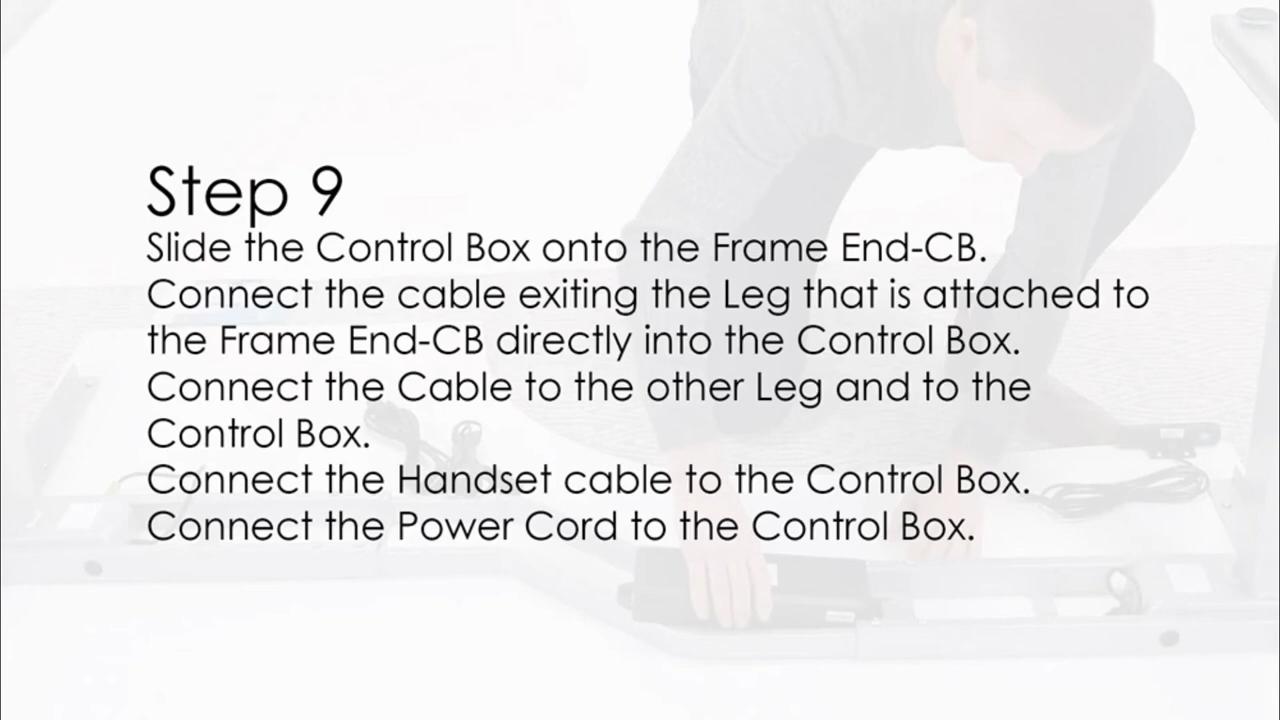 Step 9
Slide the Control Box onto the Frame End-CB.
Connect the cable exiting the Leg that is attached to
the Frame End-CB directly into the Control Box.
Connect the Cable to the other Leg and to the
Control Box.
Connect the Handset cable to the Control Box.
Connect the Power Cord to the Control Box.